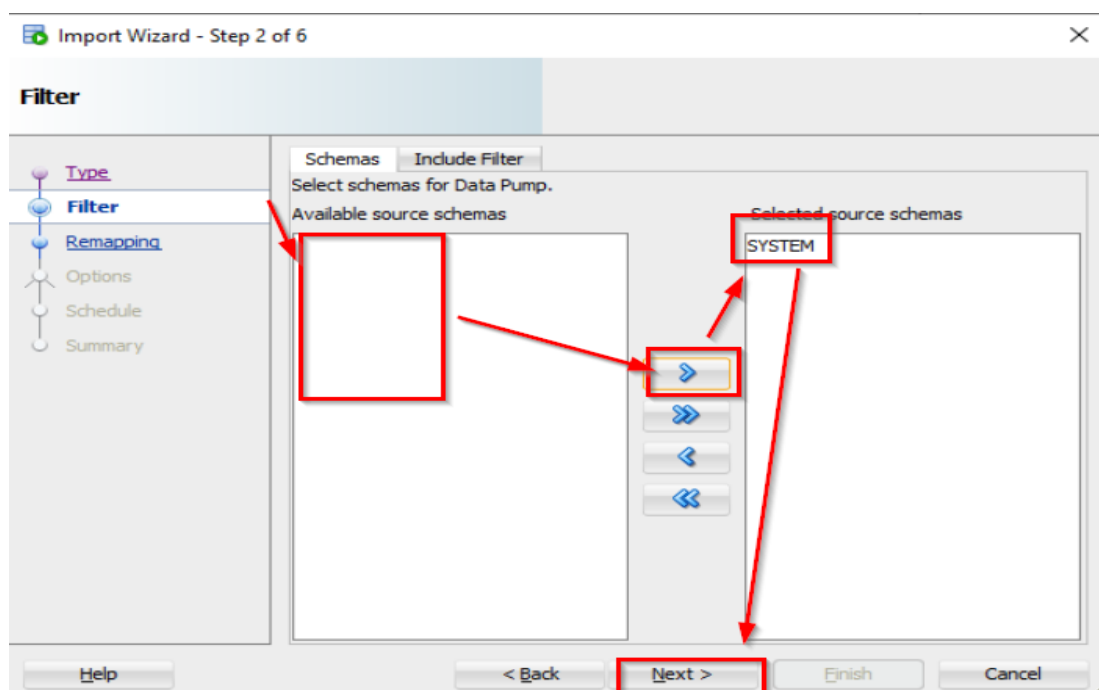 Import Wizard - Step 2 of 6
Filter
Type
Filter
Remapping
Options
Schedule
Summary
Schemas Include Filter
Select schemas for Data Pump.
Available source schemas
Selected source schemas
SYSTEM
Help
< Back
Next >
Finish
Cancel